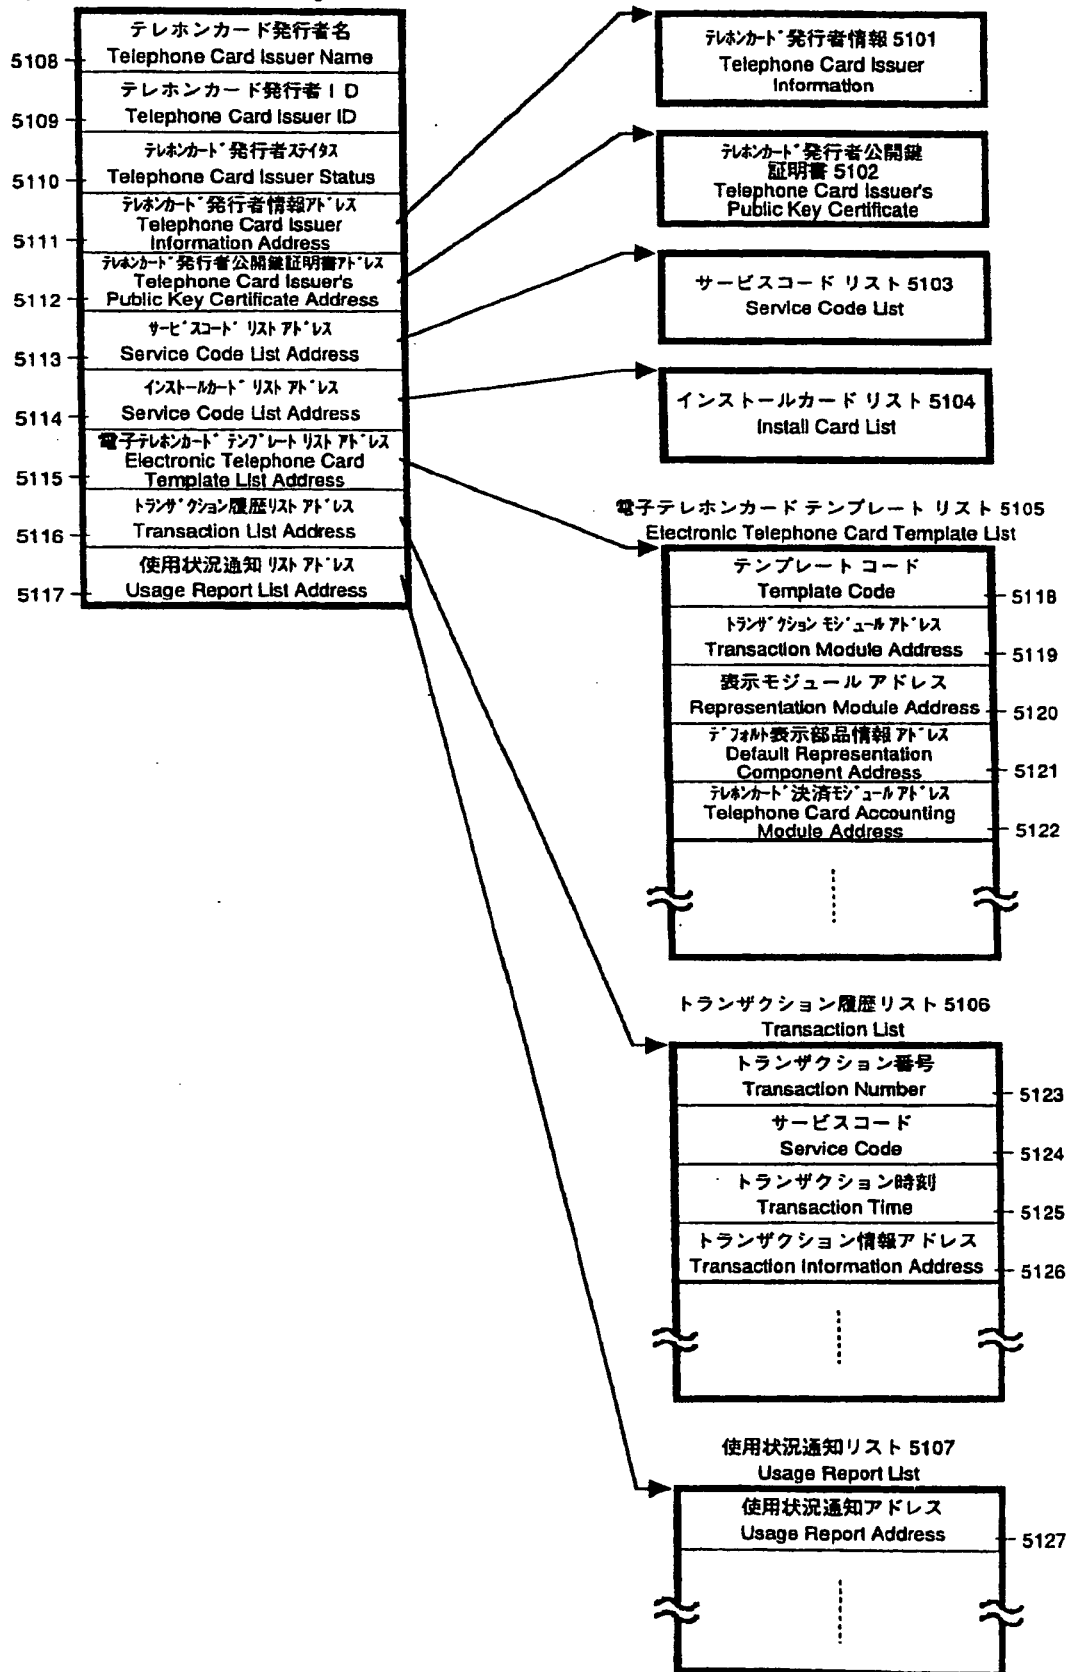 テレホンカード発行者名
5108
Telephone Card Issuer Name
テレホンカード発行者ID
5109
Telephone Card Issuer ID
テレホンカード発行者ステイタス
5110
Telephone Card Issuer Status
テレホンカード発行者情報アドレス
Telephone Card Issuer
5111
Information Address
テレホンカード発行者公開鍵証明書アドレス
Telephone Card Issuer's
5112
Public Key Certificate Address
サービスコード リスト アドレス
5113
Service Code List Address
インストールカード リスト アドレス
5114
Service Code List Address
電子テレホンカード テンプレート リスト アドレス
Electronic Telephone Card
5115
Template List Address
トランザクション履歴リスト アドレス
5116
Transaction List Address
使用状況通知 リスト アドレス
5117
Usage Report List Address
テレホンカード発行者情報 5101
Telephone Card Issuer
Information
テレホンカード発行者公開鍵
証明書 5102
Telephone Card Issuer's
Public Key Certificate
サービスコード リスト 5103
Service Code List
インストールカード リスト 5104
Install Card List
電子テレホンカード テンプレート リスト 5105
Electronic Telephone Card Template List
テンプレート コード
Template Code
5118
トランザクション モジュール アドレス
Transaction Module Address
5119
表示モジュール アドレス
Representation Module Address
5120
デフォルト表示部品情報 アドレス
Default Representation
Component Address
5121
テレホンカード決済モジュール アドレス
Telephone Card Accounting
Module Address
5122
トランザクション履歴リスト 5106
Transaction List
トランザクション番号
Transaction Number
5123
サービスコード
Service Code
5124
トランザクション時刻
Transaction Time
5125
トランザクション情報アドレス
Transaction Information Address
5126
使用状況通知リスト 5107
Usage Report List
使用状況通知アドレス
Usage Report Address
5127